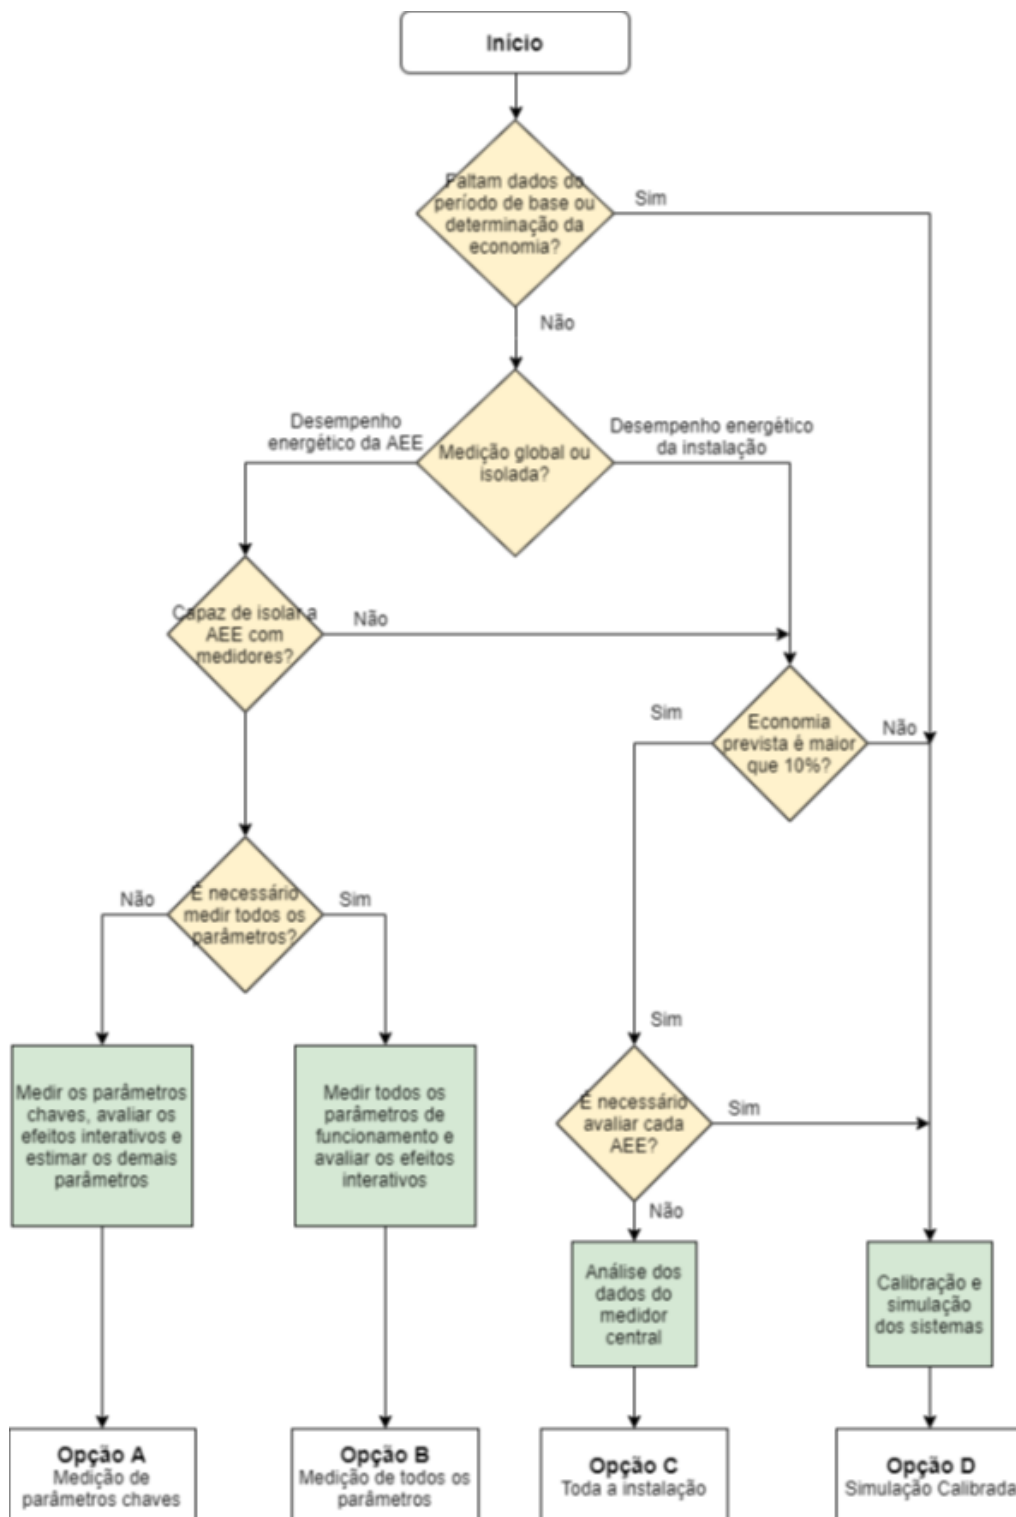 Início
Faltam dados do
período de base ou
determinação da
economia?
Sim
Não
Desempenho
energético da AEE
Medição global ou
isolada?
Desempenho energético
da instalação
Capaz de isolar a
AEE com
medidores?
Não
Sim
Economia
prevista é maior
que 10%?
Não
Não
É necessário
medir todos os
parâmetros?
Sim
Sim
É necessário
avaliar cada
AEE?
Sim
Não
Medir os parâmetros
chaves, avaliar os
efeitos interativos e
estimar os demais
parâmetros
Medir todos os
parâmetros de
funcionamento e
avaliar os efeitos
interativos
Análise dos
dados do
medidor
central
Calibração e
simulação
dos sistemas
Opção A
Medição de
parâmetros chaves
Opção B
Medição de todos os
parâmetros
Opção C
Toda a instalação
Opção D
Simulação Calibrada